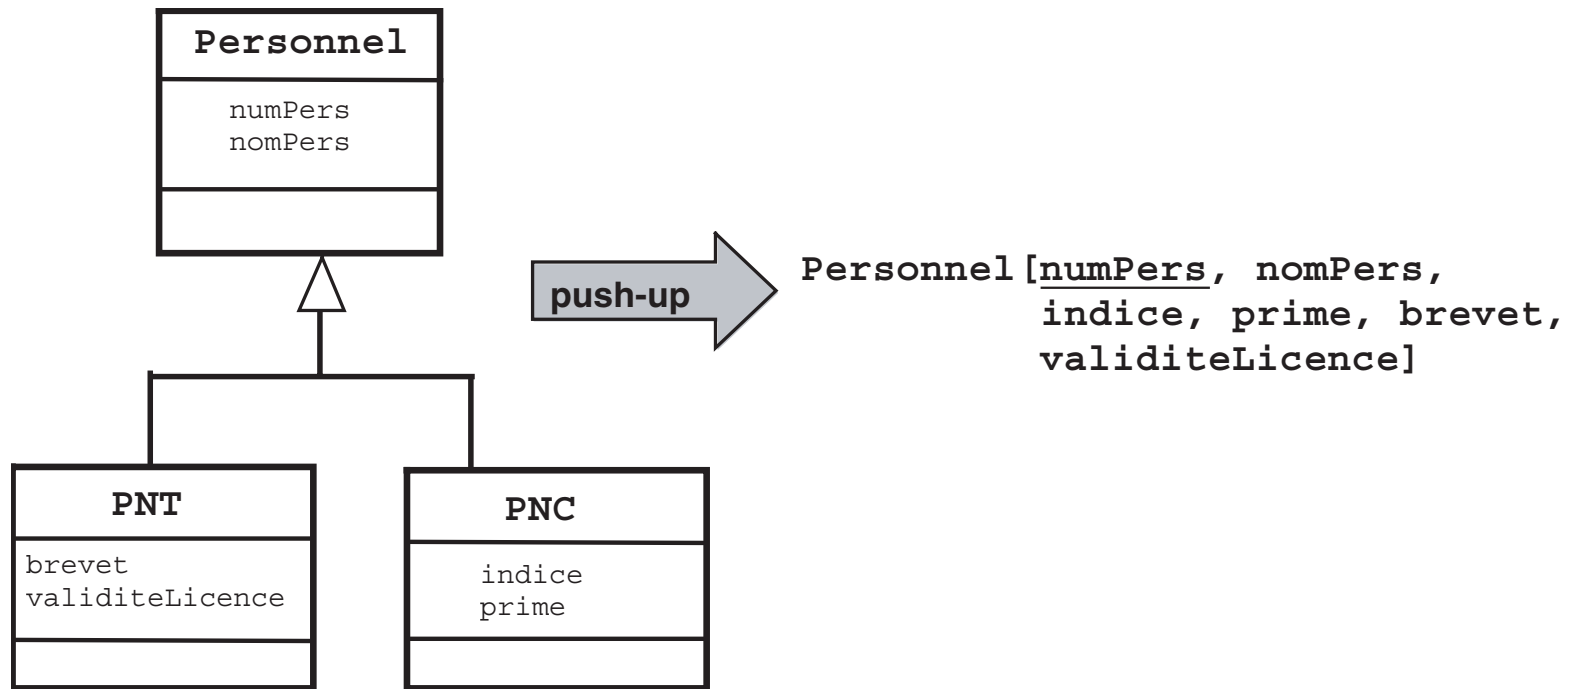 Personnel
numPers
nomPers
push-up
Personnel[numPers, nomPers,
indice, prime, brevet,
validiteLicence]
PNT
brevet
validiteLicence
PNC
indice
prime